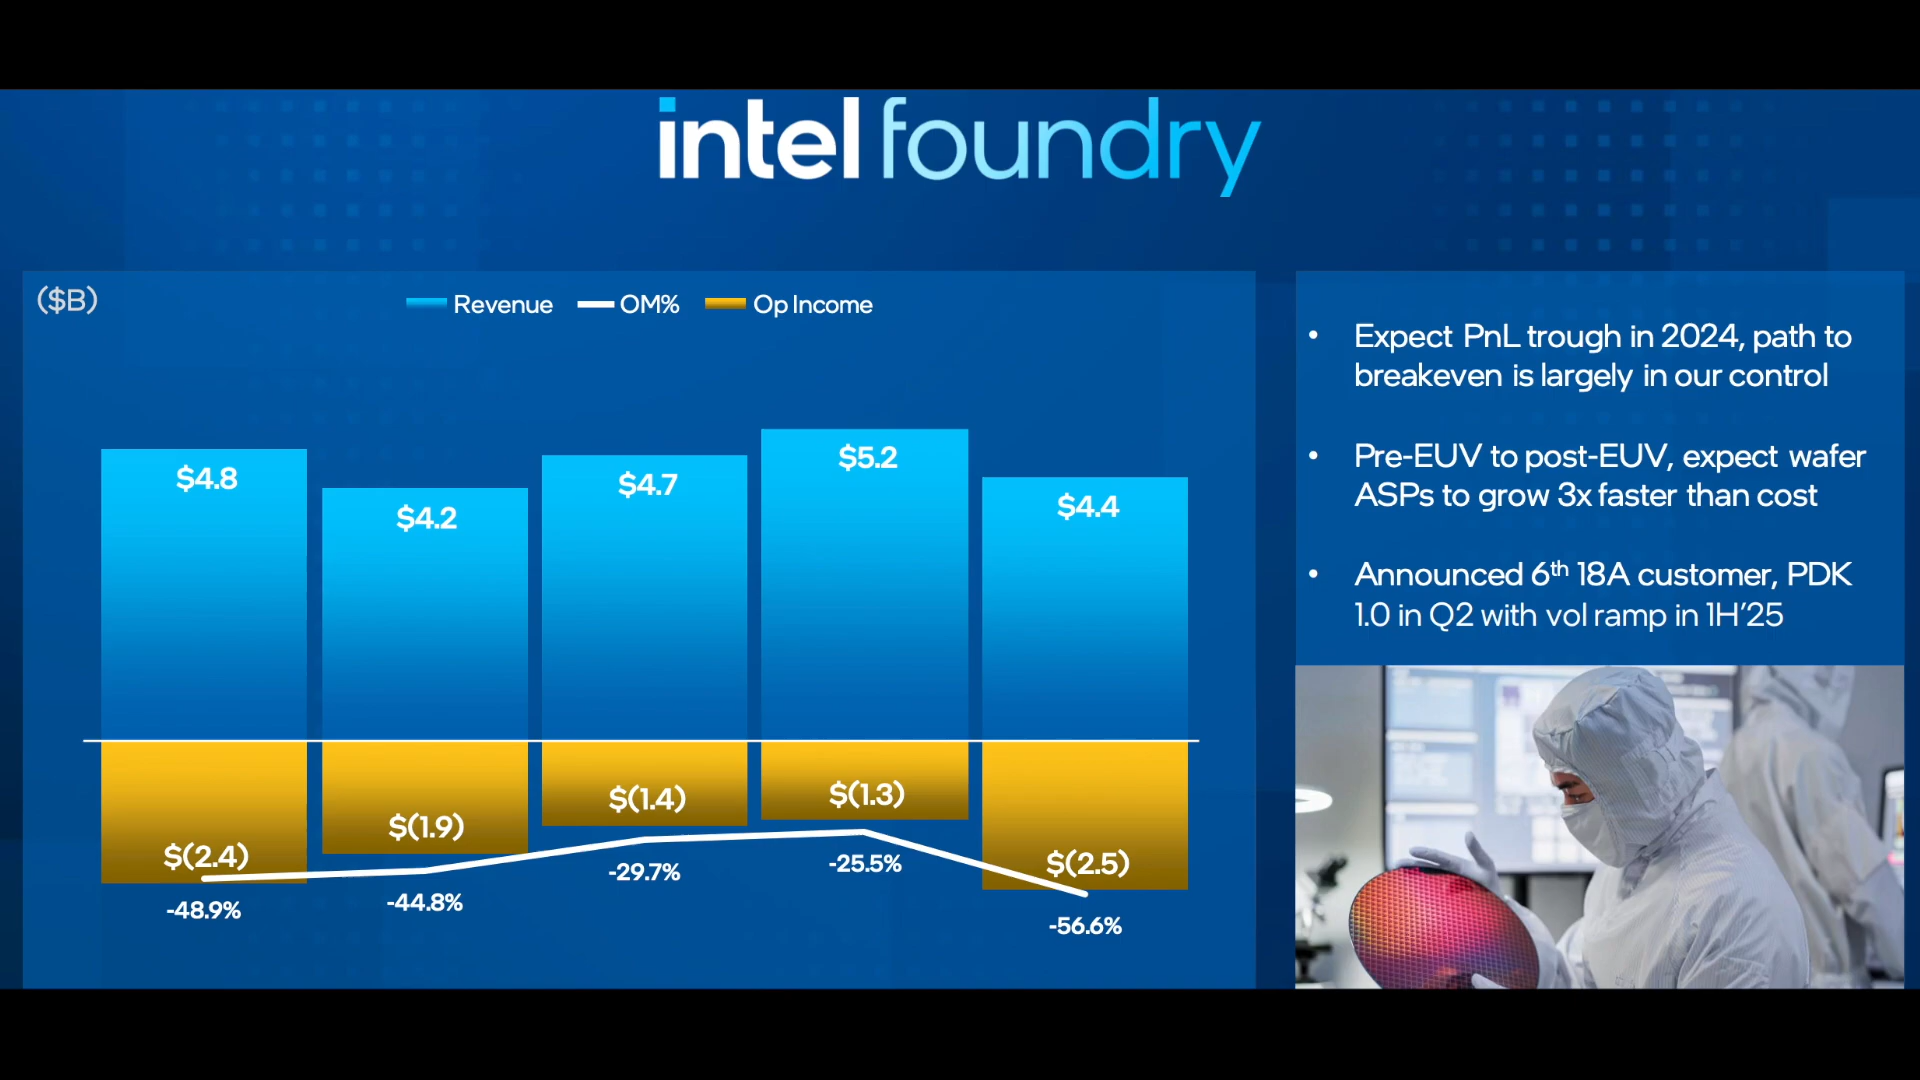 intel foundry
($B)
Revenue OM% Op Income
$4.8
$4.2
$4.7
$5.2
$4.4
$(2.4)
$(1.9)
$(1.4)
$(1.3)
$(2.5)
-48.9%
-44.8%
-29.7%
-25.5%
-56.6%
• Expect PnL trough in 2024, path to
breakeven is largely in our control
• Pre-EUV to post-EUV, expect wafer
ASPs to grow 3x faster than cost
• Announced 6th 18A customer, PDK
1.0 in Q2 with vol ramp in 1H’25